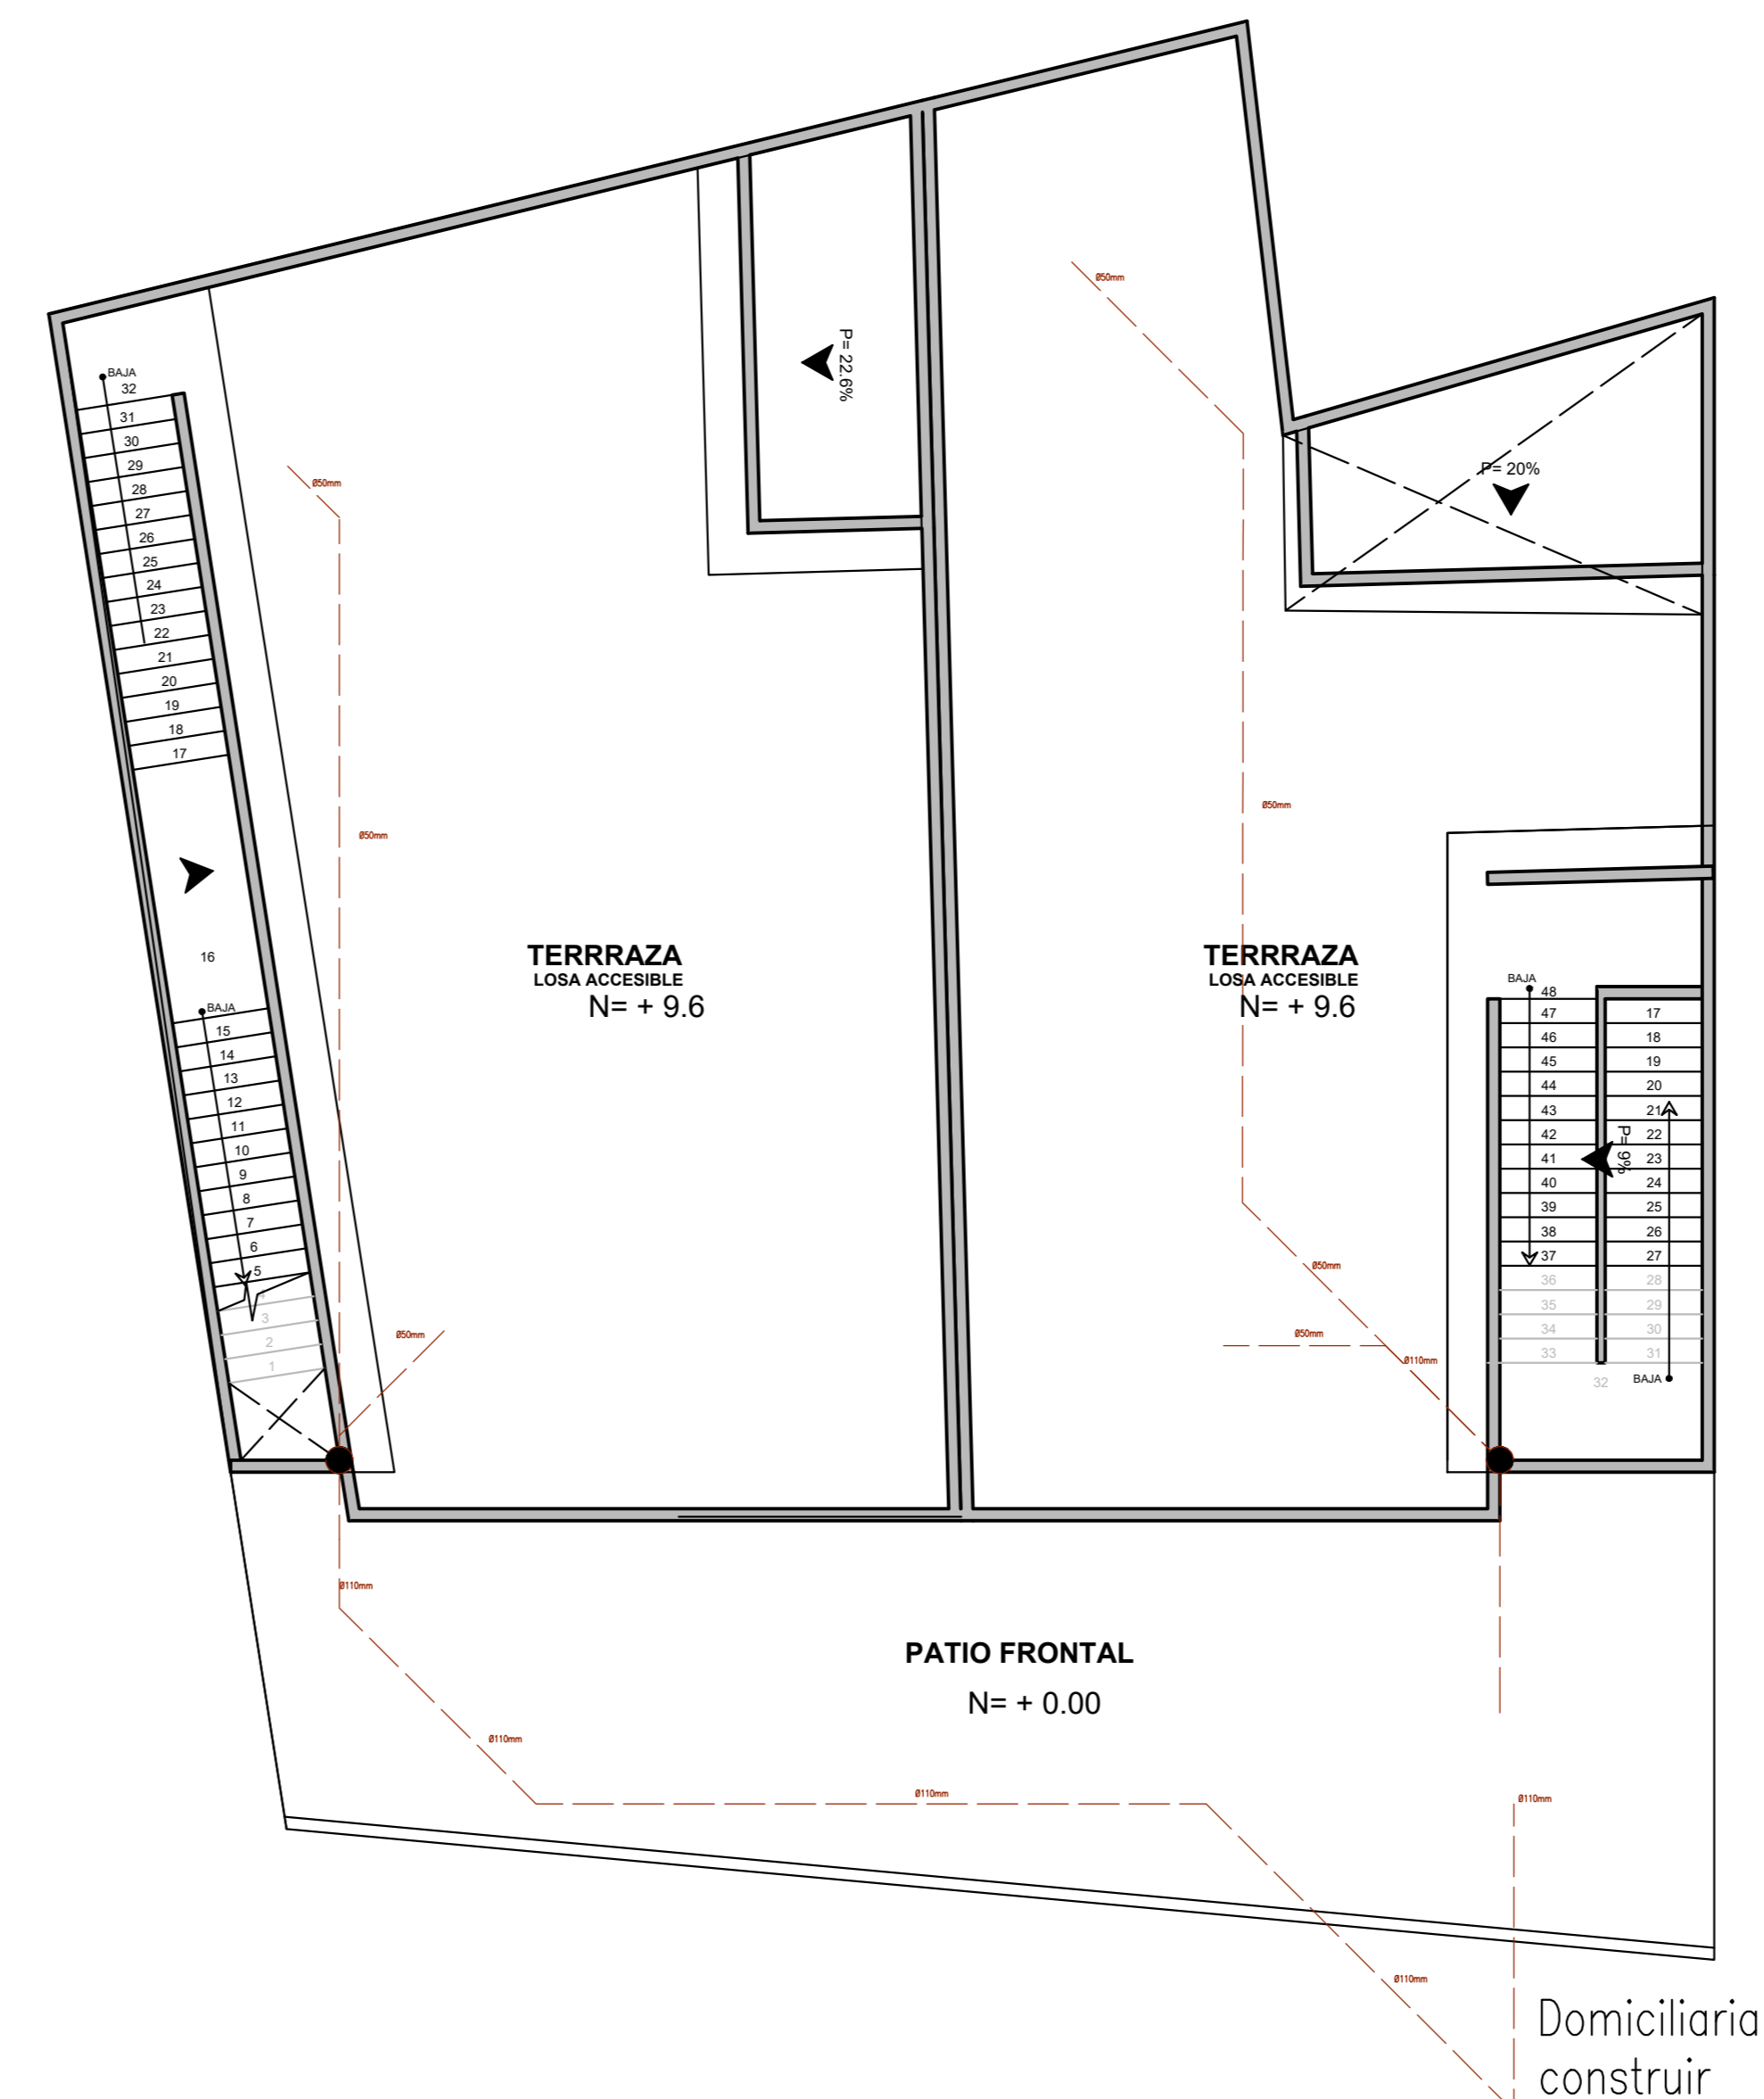 Ø50mm
P= 22.6%
BAJA
32
31
30
29
28
27
26
25
24
23
22
21
20
19
18
17
16
BAJA
15
14
13
12
11
10
9
8
7
6
5
4
3
2
1
Ø50mm
Ø50mm
Ø50mm
P= 20%
Ø50mm
TERRRAZA
LOSA ACCESIBLE
N= + 9.6
TERRRAZA
LOSA ACCESIBLE
N= + 9.6
BAJA
48
47
46
45
44
43
42
41
40
39
38
37
36
35
34
33
32
17
18
19
20
21
22
23
24
25
26
27
28
29
30
31
BAJA
P= 9%
Ø50mm
Ø50mm
Ø110mm
Ø110mm
PATIO FRONTAL
N= + 0.00
Ø110mm
Ø110mm
Ø110mm
Ø110mm
Domiciliaria
construir